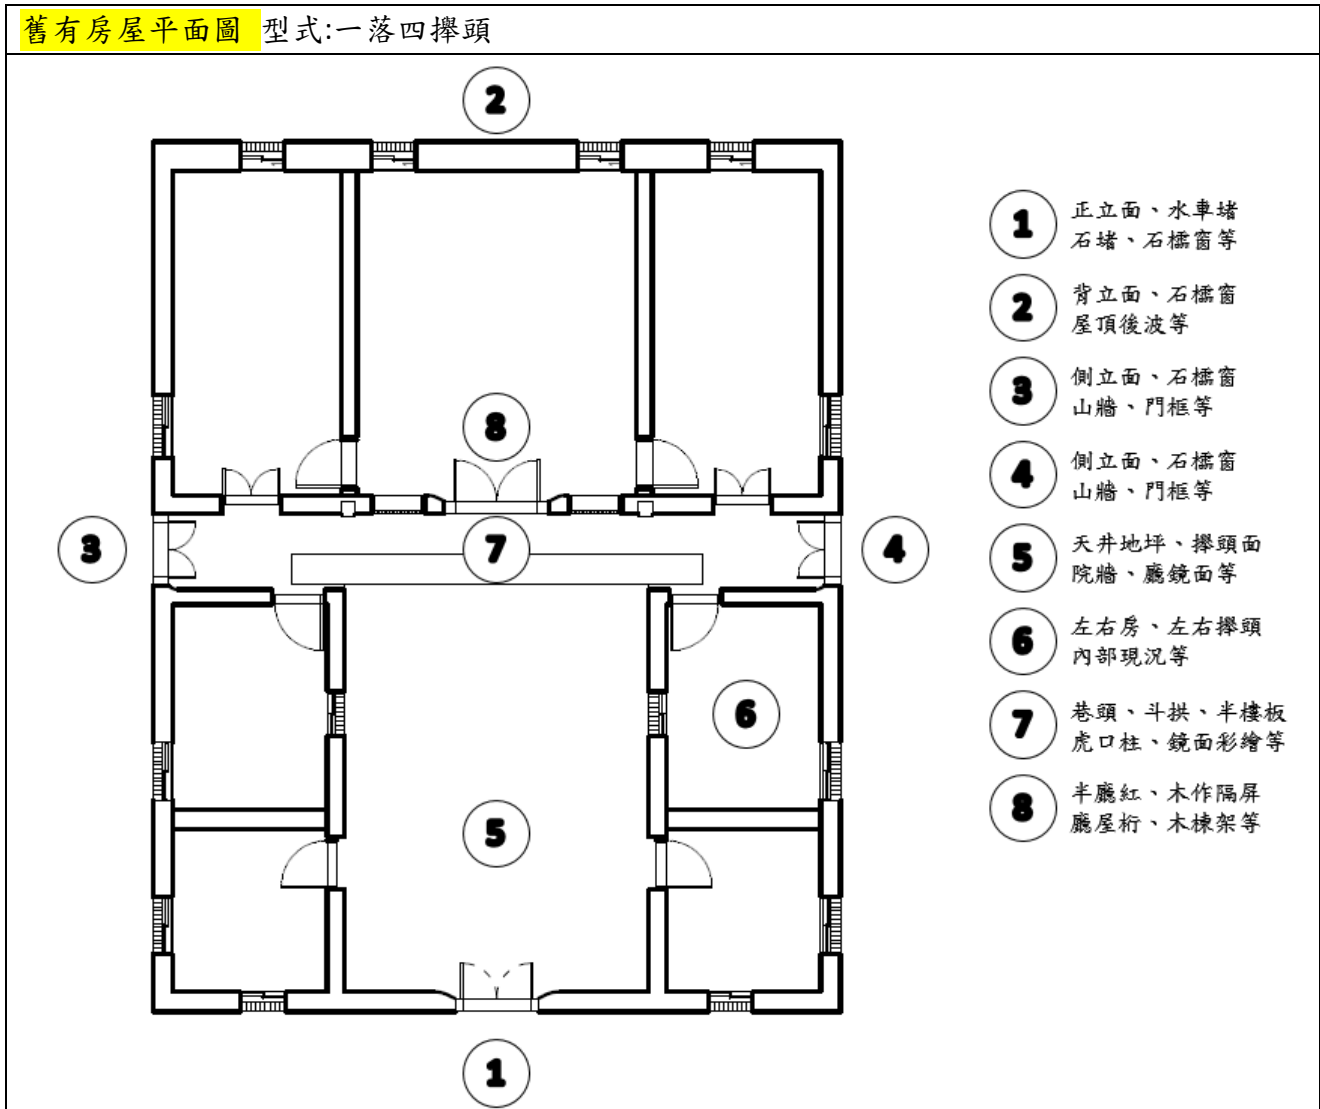 舊有房屋平面圖 型式:一落四攑頭
2
8
3
7
4
6
5
1
1 正立面、水車堵
石堵、石櫺窗等
2 背立面、石櫺窗
屋頂後波等
3 側立面、石櫺窗
山牆、門框等
4 側立面、石櫺窗
山牆、門框等
5 天井地坪、攑頭面
院牆、廳鏡面等
6 左右房、左右攑頭
內部現況等
7 巷頭、斗拱、半樓板
虎口柱、鏡面彩繪等
8 半廳紅、木作隔屏
廳屋桁、木棟架等